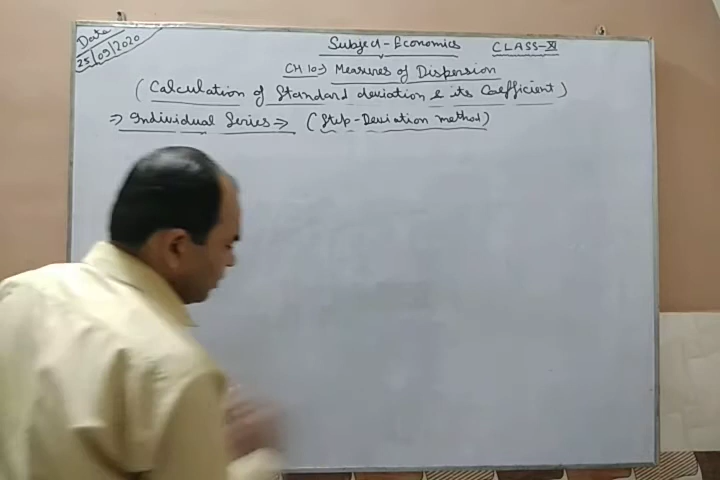 Date
25/09/2020
Subject-Economics CLASS-XI
CH 10→ Measures of Dispersion
(Calculation of Standard deviation & its Coefficient)
⇒ Individual Series ⇒ (Step-Deviation method)